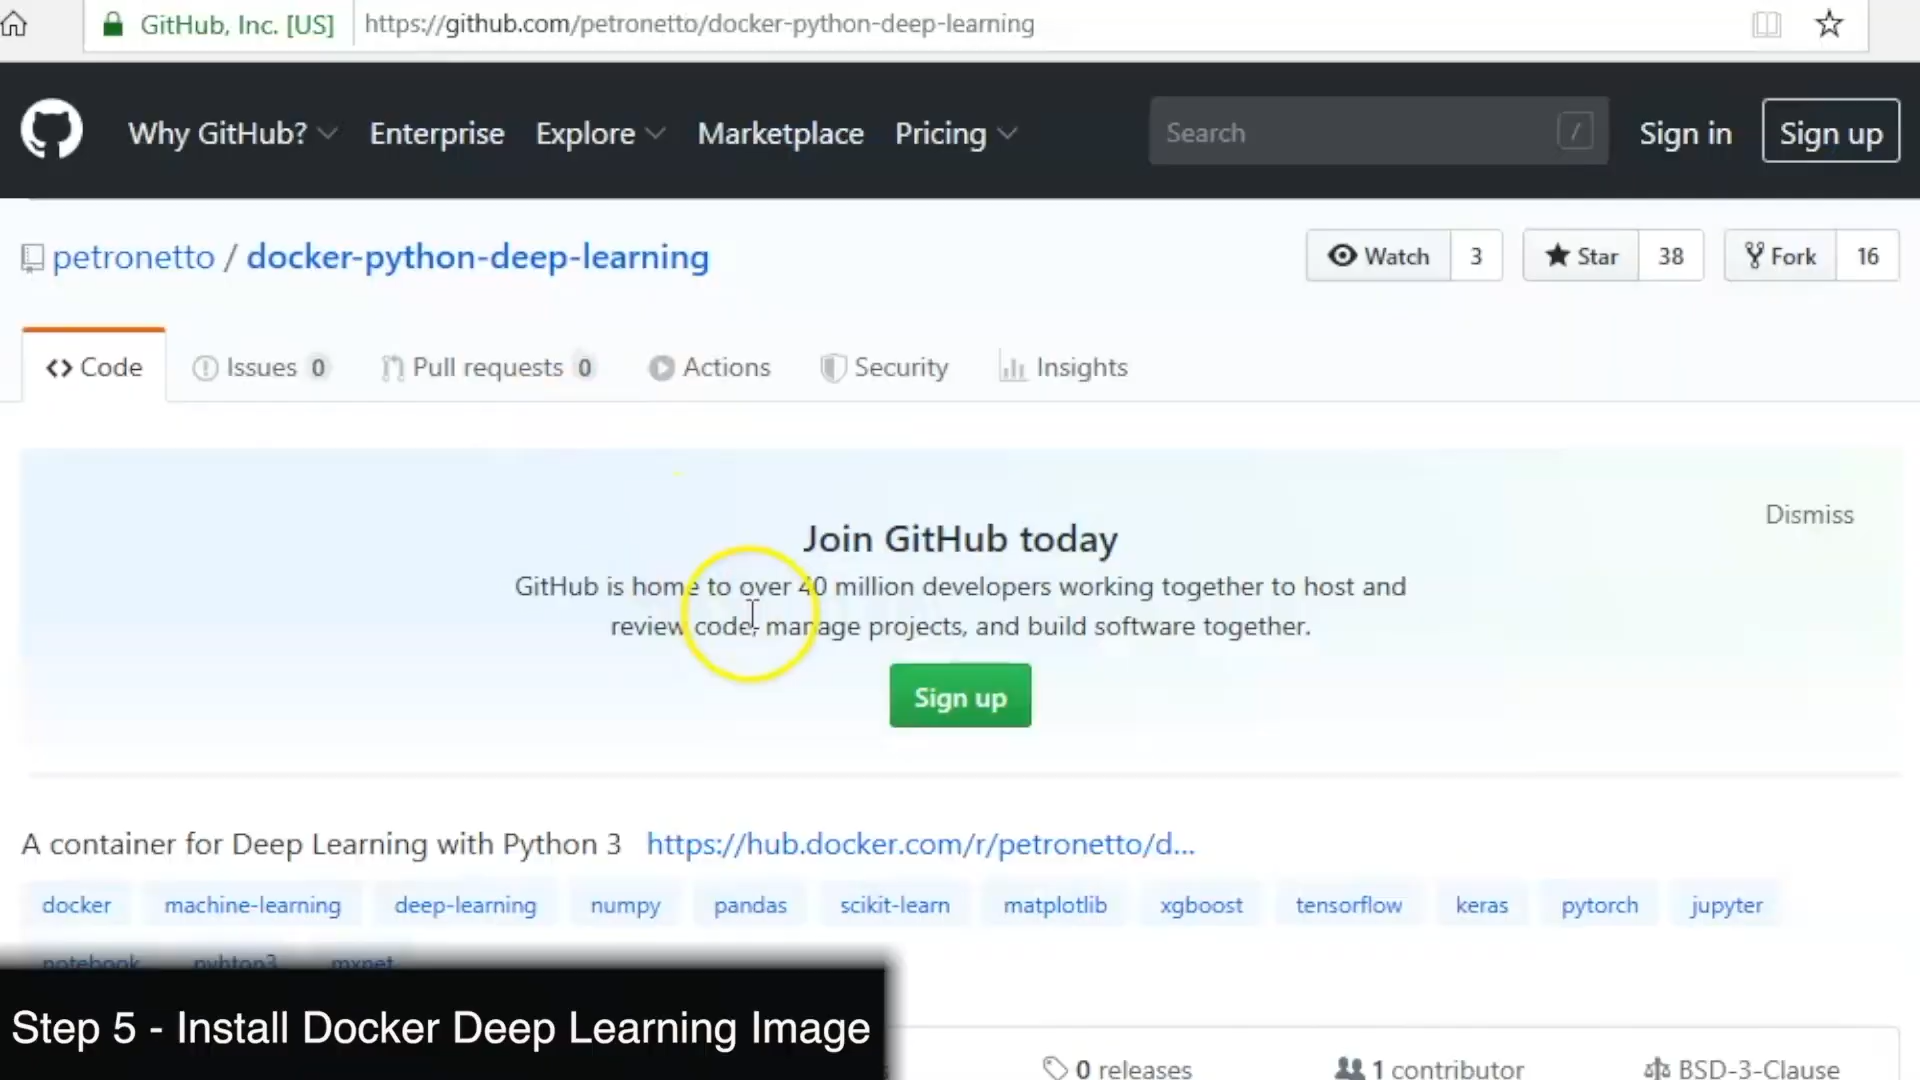 GitHub, Inc. [US] https://github.com/petronetto/docker-python-deep-learning
Why GitHub? Enterprise Explore Marketplace Pricing Search / Sign in Sign up
petronetto / docker-python-deep-learning Watch 3 Star 38 Fork 16
<> Code Issues 0 Pull requests 0 Actions Security Insights
Dismiss
Join GitHub today
GitHub is home to over 40 million developers working together to host and
review code, manage projects, and build software together.
Sign up
A container for Deep Learning with Python 3 https://hub.docker.com/r/petronetto/d...
docker machine-learning deep-learning numpy pandas scikit-learn matplotlib xgboost tensorflow keras pytorch jupyter
notebook pyhton3 mxnet
Step 5 - Install Docker Deep Learning Image
0 releases 1 contributor BSD-3-Clause